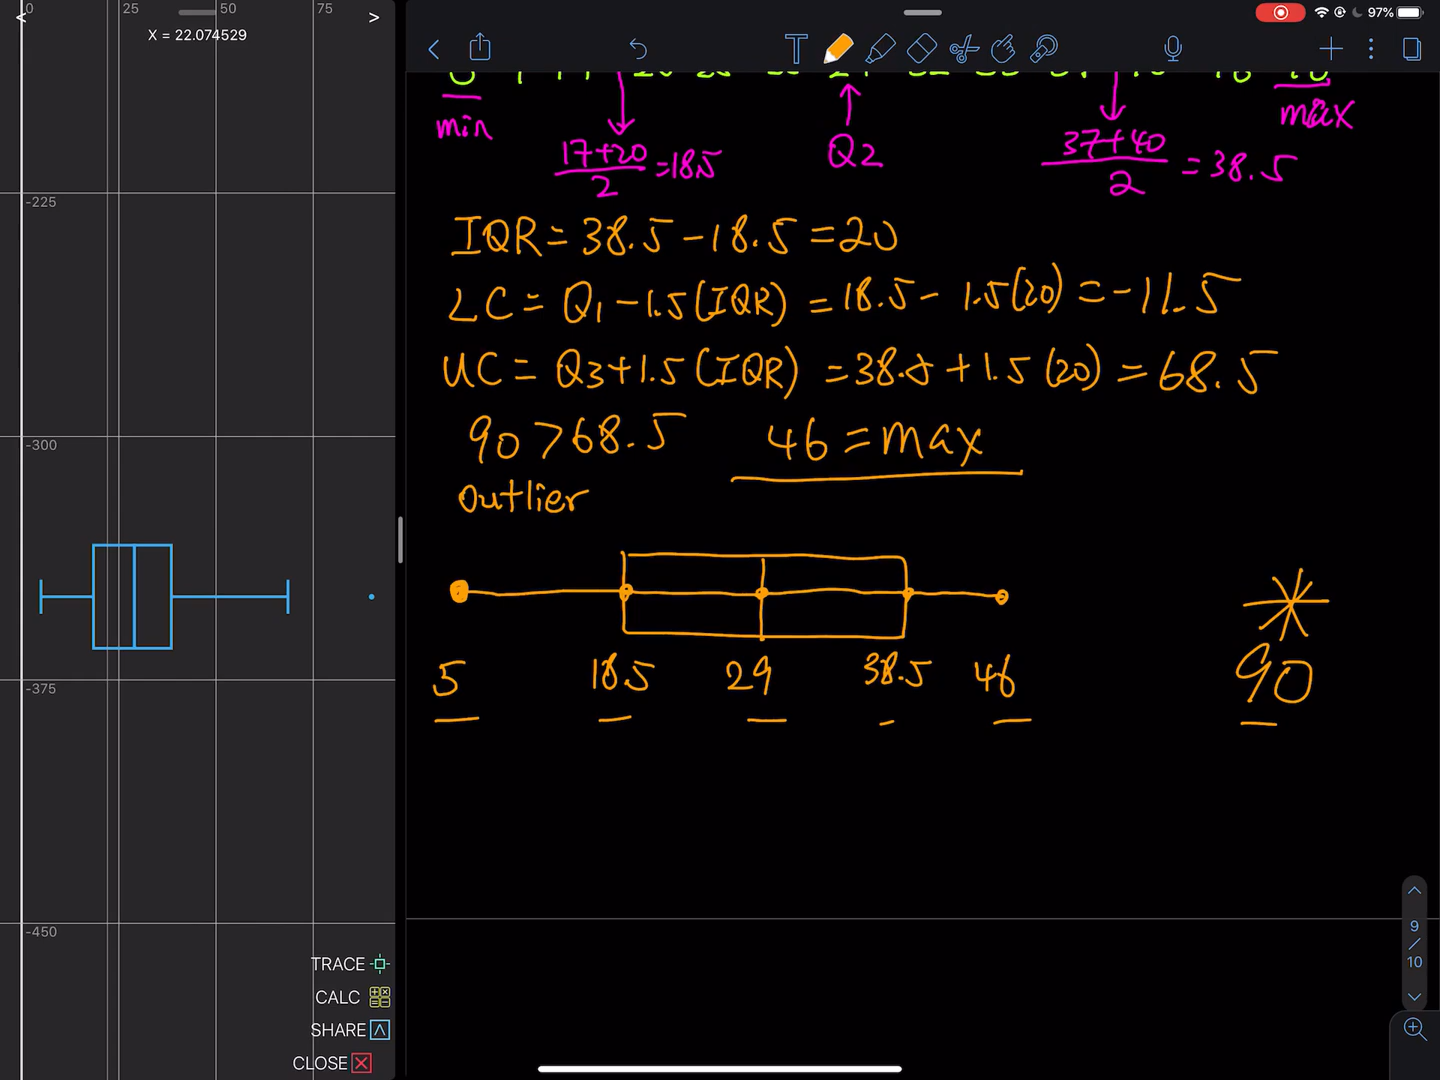 0 25 50 75
< >
X = 22.074529
97%
min
17+20
2
=18.5
Q2
37+40
2
= 38.5
max
IQR = 38.5 - 18.5 = 20
LC = Q1 - 1.5 (IQR) = 18.5 - 1.5(20) = -11.5
UC = Q3 + 1.5 (IQR) = 38.5 + 1.5 (20) = 68.5
90 > 68.5 46 = max
outlier
5 18.5 29 38.5 46 90
-225
-300
-375
-450
TRACE
CALC
SHARE
CLOSE
9
/
10